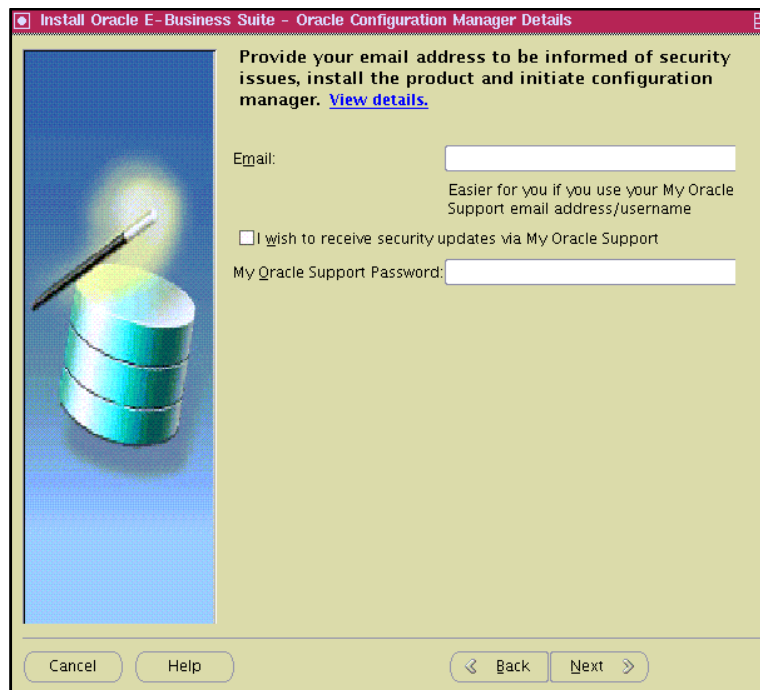 Install Oracle E-Business Suite - Oracle Configuration Manager Details
Provide your email address to be informed of security
issues, install the product and initiate configuration
manager. View details.
Email:
Easier for you if you use your My Oracle
Support email address/username
I wish to receive security updates via My Oracle Support
My Oracle Support Password:
Cancel
Help
Back
Next